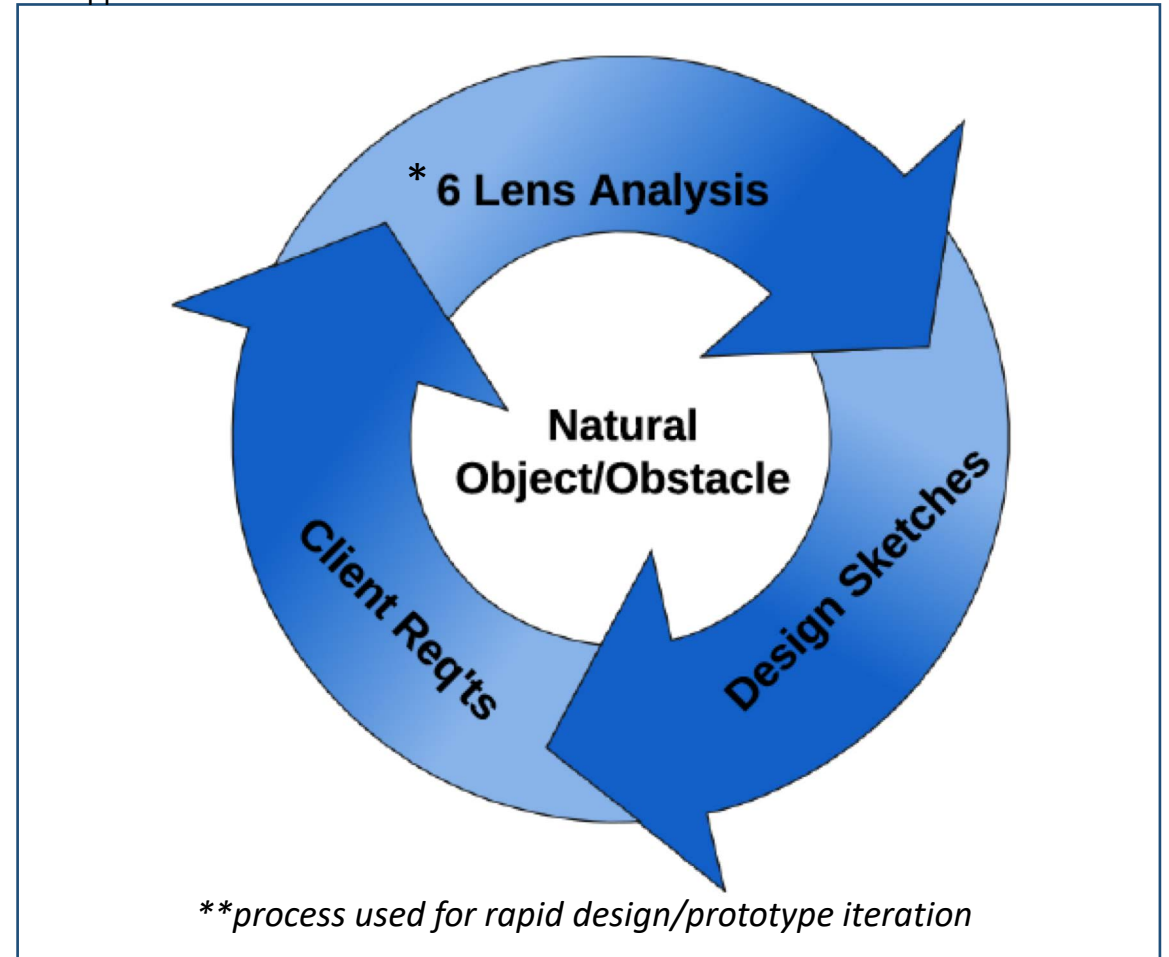 * 6 Lens Analysis
Natural
Object/Obstacle
Design Sketches
Client Req'ts
**process used for rapid design/prototype iteration